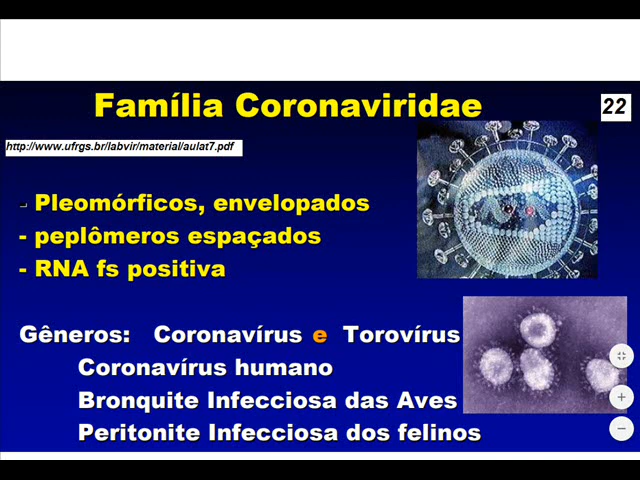 Família Coronaviridae
22
http://www.ufrgs.br/labvir/material/aulat7.pdf
- Pleomórficos, envelopados
- peplômeros espaçados
- RNA fs positiva
Gêneros: Coronavírus e Torovírus
Coronavírus humano
Bronquite Infecciosa das Aves
Peritonite Infecciosa dos felinos